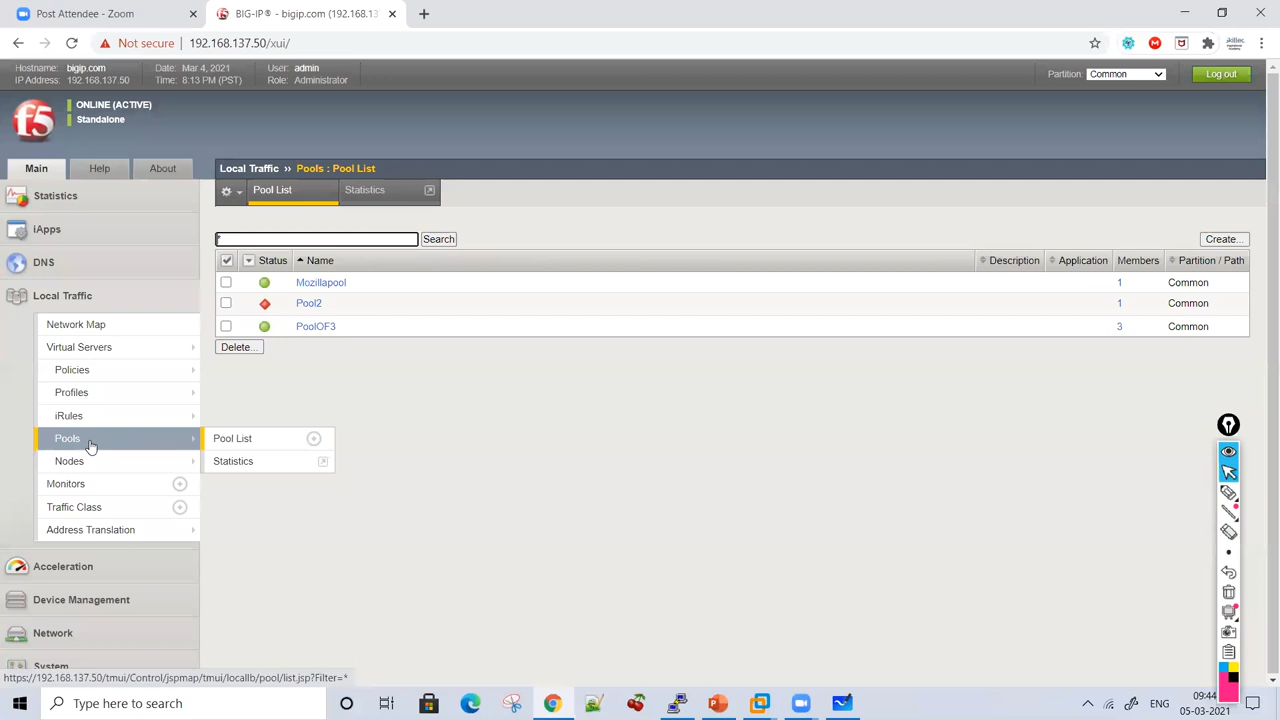 Post Attendee - Zoom
BIG-IP® - bigip.com (192.168.13
Not secure
192.168.137.50/xui/
Hostname: bigip.com
Date: Mar 4, 2021
User: admin
IP Address: 192.168.137.50
Time: 8:13 PM (PST)
Role: Administrator
Partition: Common
Log out
f5
ONLINE (ACTIVE)
Standalone
Main
Help
About
Local Traffic ›› Pools : Pool List
Pool List
Statistics
Statistics
iApps
DNS
Local Traffic
Network Map
Virtual Servers
Policies
Profiles
iRules
Pools
Nodes
Monitors
Traffic Class
Address Translation
Acceleration
Device Management
Network
System
*
Search
Create...
Status
Name
Description
Application
Members
Partition / Path
Mozillapool
1
Common
Pool2
1
Common
PoolOF3
3
Common
Delete...
Pool List
Statistics
https://192.168.137.50/tmui/Control/jspmap/tmui/locallb/pool/list.jsp?Filter=*
Type here to search
ENG
09:44
05-03-2021